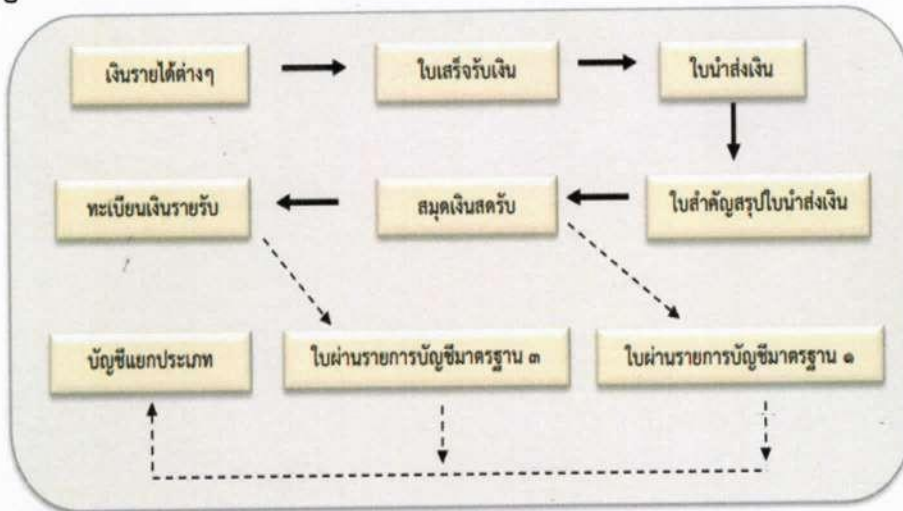 เงินรายได้ต่างๆ
ใบเสร็จรับเงิน
ใบนำส่งเงิน
ทะเบียนเงินรายรับ
สมุดเงินสดรับ
ใบสำคัญสรุปใบนำส่งเงิน
บัญชีแยกประเภท
ใบผ่านรายการบัญชีมาตรฐาน ๓
ใบผ่านรายการบัญชีมาตรฐาน ๑